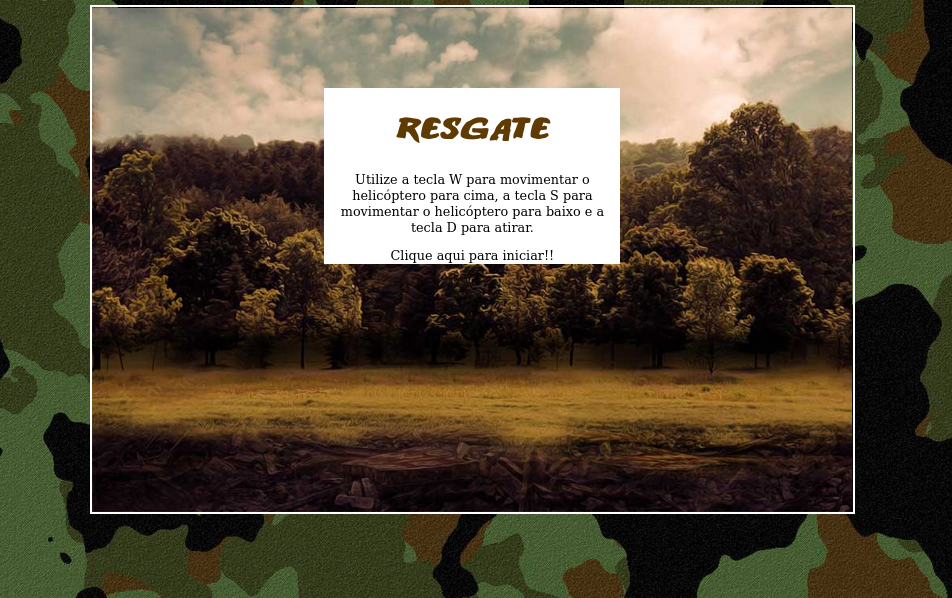 RESGATE
Utilize a tecla W para movimentar o
helicóptero para cima, a tecla S para
movimentar o helicóptero para baixo e a
tecla D para atirar.
Clique aqui para iniciar!!